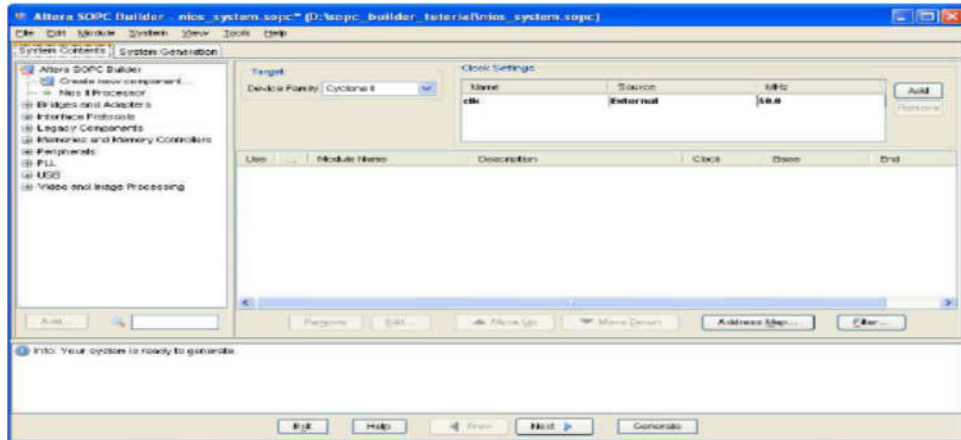 Altera SOPC Builder - nios_system.sopc* (D:\sopc_builder_tutorial\nios_system.sopc)
File Edit Module System View Tools Help
System Contents System Generation
Altera SOPC Builder
Create new component...
Nios II Processor
Bridges and Adapters
Interface Protocols
Legacy Components
Memories and Memory Controllers
Peripherals
PLL
USB
Video and Image Processing
Target
Device Family: Cyclone II
Clock Settings
Name Source MHz
clk External 50.0
Add
Remove
Use ... Module Name Description Clock Base End
Add...
Remove Edit... Move Up Move Down Address Map... Filter...
Info: Your system is ready to generate.
Exit Help Prev Next Generate